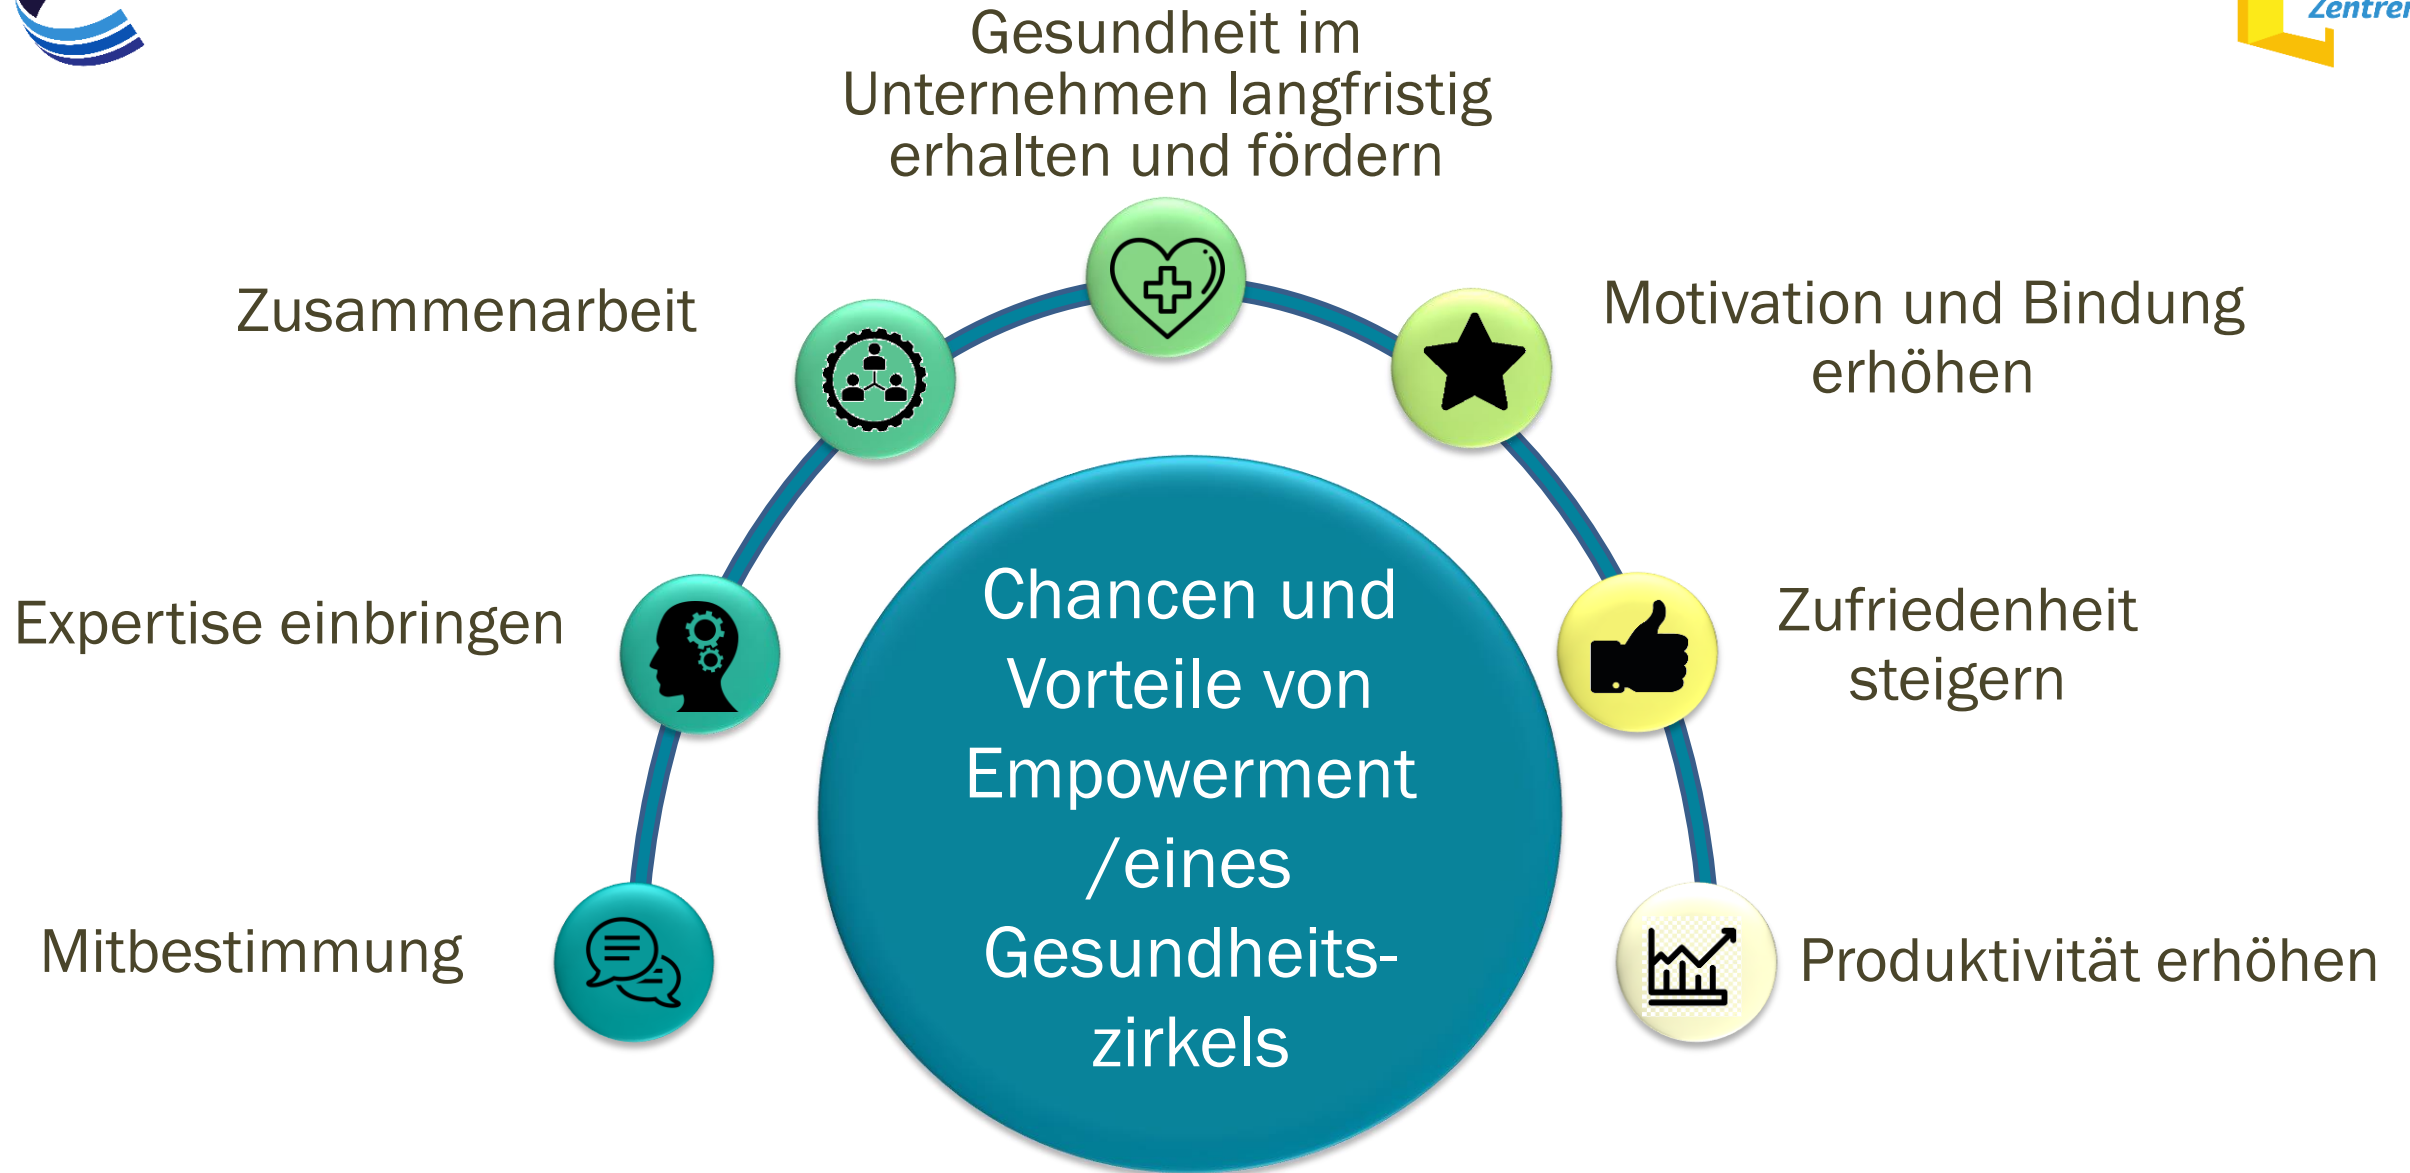 Gesundheit im
Unternehmen langfristig
erhalten und fördern
Zusammenarbeit
Motivation und Bindung
erhöhen
Expertise einbringen
Zufriedenheit
steigern
Mitbestimmung
Produktivität erhöhen
Chancen und
Vorteile von
Empowerment
/eines
Gesundheits-
zirkels